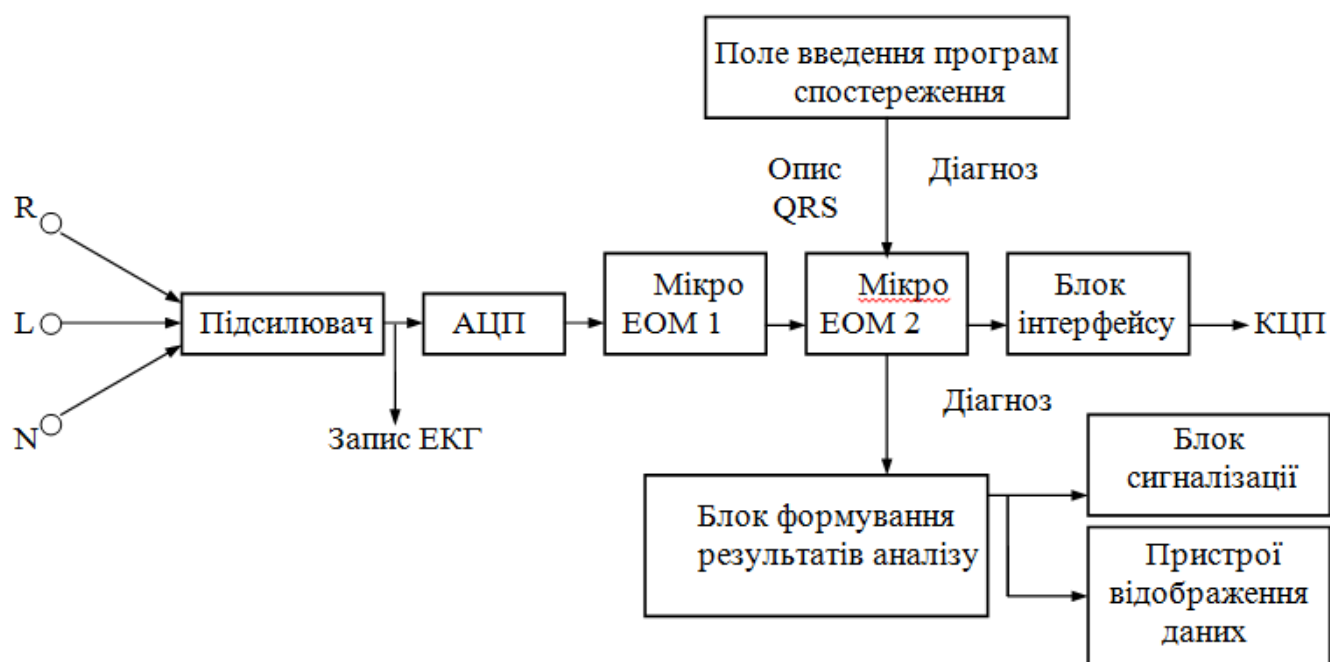 Поле введення програм
спостереження
Опис
QRS
Діагноз
R
L
N
Підсилювач
АЦП
Мікро
ЕОМ 1
Мікро
ЕОМ 2
Блок
інтерфейсу
КЦП
Запис ЕКГ
Діагноз
Блок формування
результатів аналізу
Блок
сигналізації
Пристрої
відображення
даних